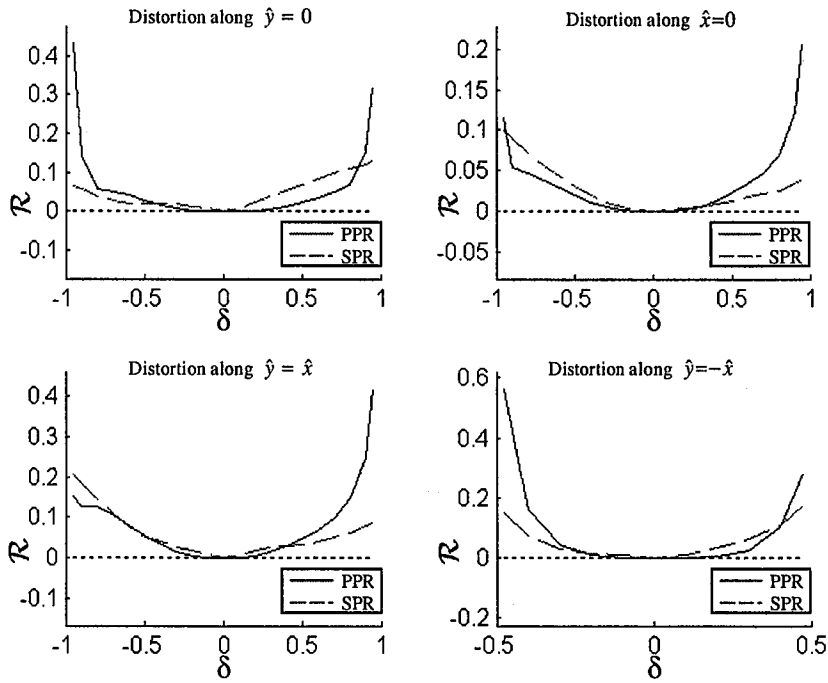 Distortion along ŷ = 0
0.4
0.3
0.2
0.1
0
-0.1
ℛ
PPR
SPR
-1 -0.5 0 0.5 1
δ
Distortion along x̂=0
0.2
0.15
0.1
0.05
0
-0.05
ℛ
PPR
SPR
-1 -0.5 0 0.5 1
δ
Distortion along ŷ = x̂
0.4
0.3
0.2
0.1
0
-0.1
ℛ
PPR
SPR
-1 -0.5 0 0.5 1
δ
Distortion along ŷ=-x̂
0.6
0.4
0.2
0
-0.2
ℛ
PPR
SPR
-0.5 0 0.5
δ